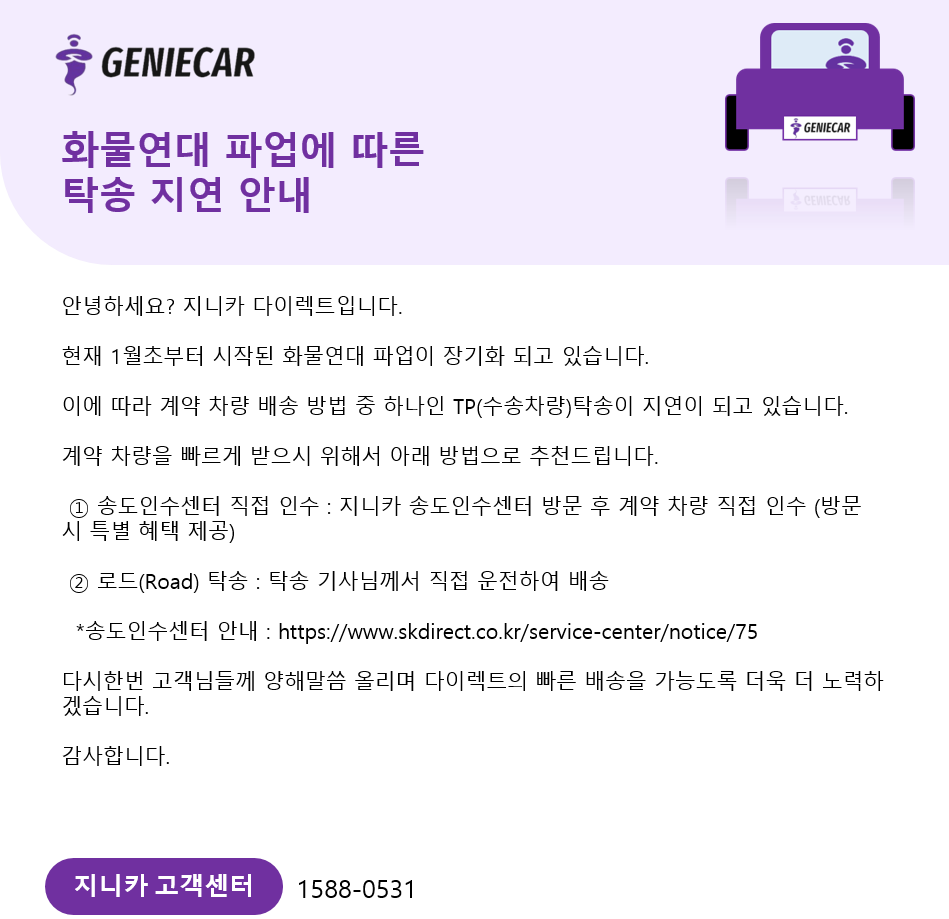 GENIECAR
GENIECAR
화물연대 파업에 따른
탁송 지연 안내
안녕하세요? 지니카 다이렉트입니다.
현재 1월초부터 시작된 화물연대 파업이 장기화 되고 있습니다.
이에 따라 계약 차량 배송 방법 중 하나인 TP(수송차량)탁송이 지연이 되고 있습니다.
계약 차량을 빠르게 받으시 위해서 아래 방법으로 추천드립니다.
① 송도인수센터 직접 인수 : 지니카 송도인수센터 방문 후 계약 차량 직접 인수 (방문
시 특별 혜택 제공)
② 로드(Road) 탁송 : 탁송 기사님께서 직접 운전하여 배송
*송도인수센터 안내 : https://www.skdirect.co.kr/service-center/notice/75
다시한번 고객님들께 양해말씀 올리며 다이렉트의 빠른 배송을 가능도록 더욱 더 노력하
겠습니다.
감사합니다.
지니카 고객센터 1588-0531